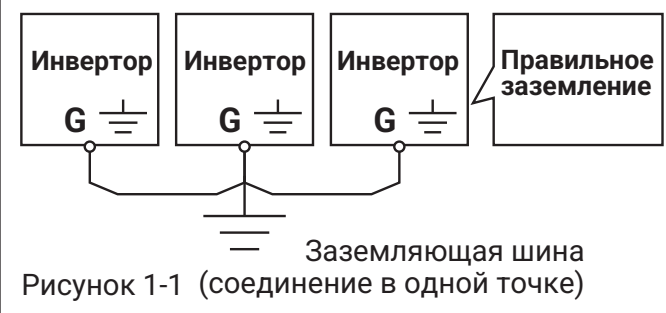 Инвертор Инвертор Инвертор Правильное
заземление
G G G
Заземляющая шина
Рисунок 1-1 (соединение в одной точке)